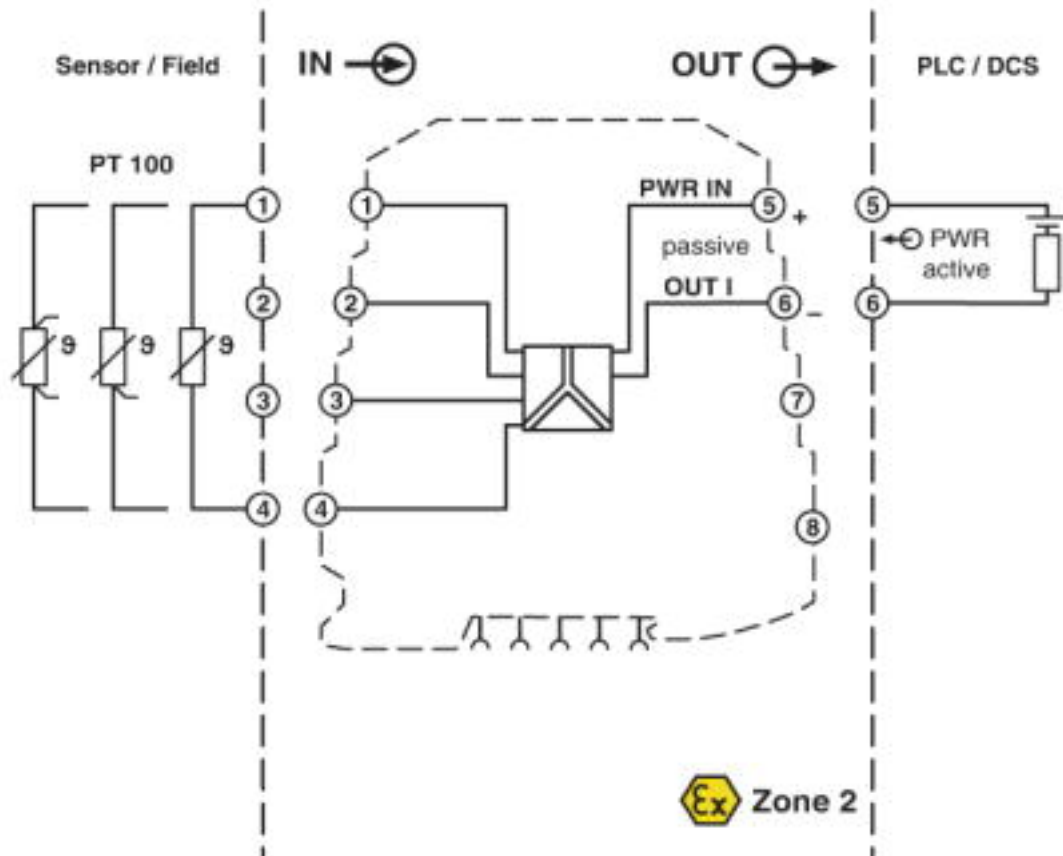 Sensor / Field
IN
OUT
PLC / DCS
PT 100
1
1
PWR IN
5
+
5
passive
PWR
active
2
2
OUT I
6
–
6
ϑ
ϑ
ϑ
3
3
7
4
4
8
Ex
Zone 2